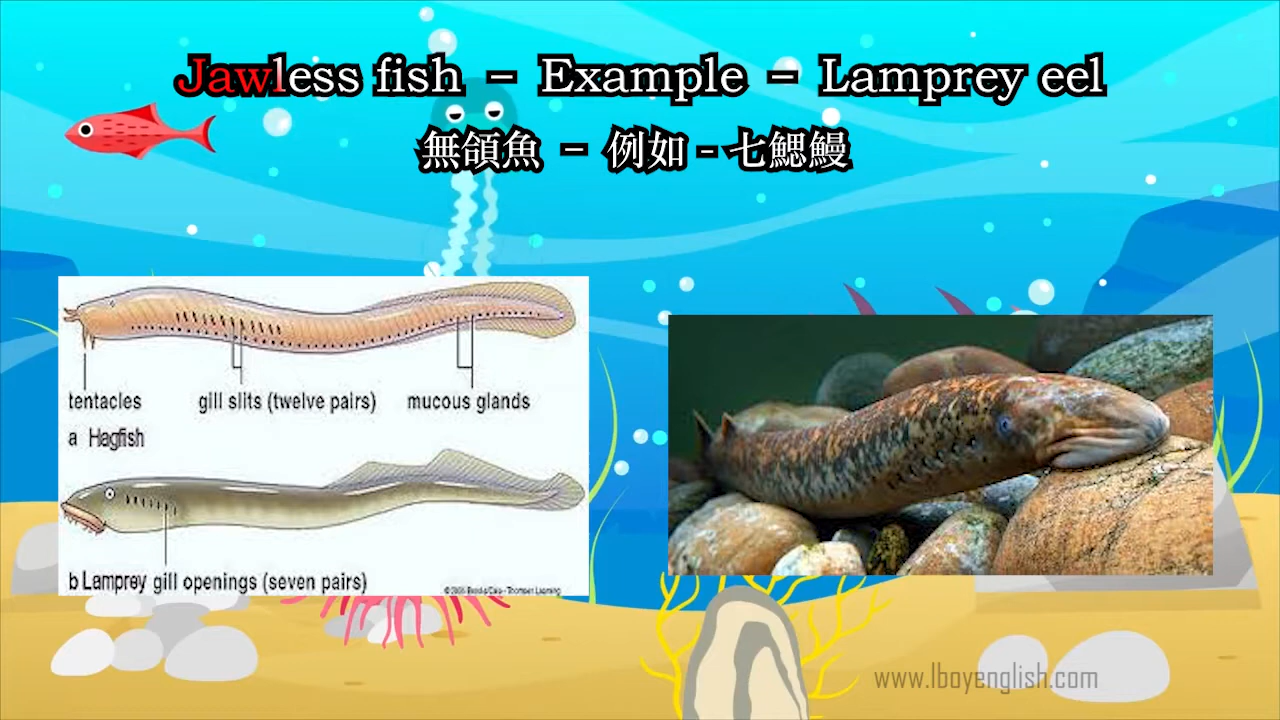 Jawless fish – Example – Lamprey eel
無頜魚 – 例如 - 七鰓鰻
tentacles
gill slits (twelve pairs)
mucous glands
a Hagfish
b Lamprey gill openings (seven pairs)
www.lboyenglish.com